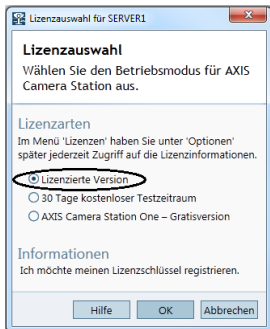 Lizenzauswahl für SERVER1
Lizenzauswahl
Wählen Sie den Betriebsmodus für AXIS
Camera Station aus.
Lizenzarten
Im Menü 'Lizenzen' haben Sie unter 'Optionen'
später jederzeit Zugriff auf die Lizenzinformationen.
Lizenzierte Version
30 Tage kostenloser Testzeitraum
AXIS Camera Station One – Gratisversion
Informationen
Ich möchte meinen Lizenzschlüssel registrieren.
Hilfe OK Abbrechen